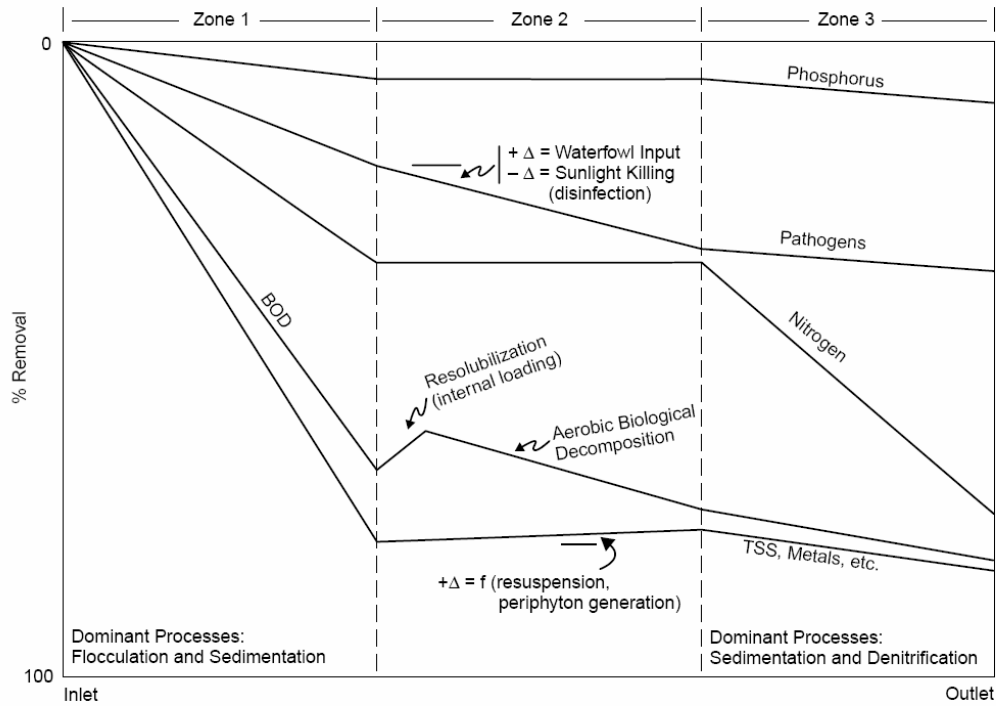 Zone 1
Zone 2
Zone 3
0
Phosphorus
+ Δ = Waterfowl Input
– Δ = Sunlight Killing
(disinfection)
Pathogens
BOD
Nitrogen
% Removal
Resolubilization
(internal loading)
Aerobic Biological
Decomposition
TSS, Metals, etc.
+Δ = f (resuspension,
periphyton generation)
Dominant Processes:
Flocculation and Sedimentation
Dominant Processes:
Sedimentation and Denitrification
100
Inlet
Outlet